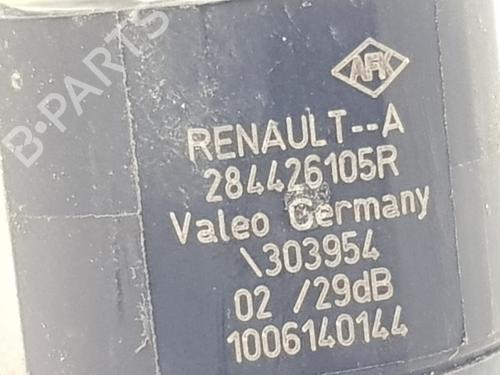 B-PARTS
AFK
RENAULT--A
284426105R
Valeo Germany
\303954
02 /29dB
1006140144